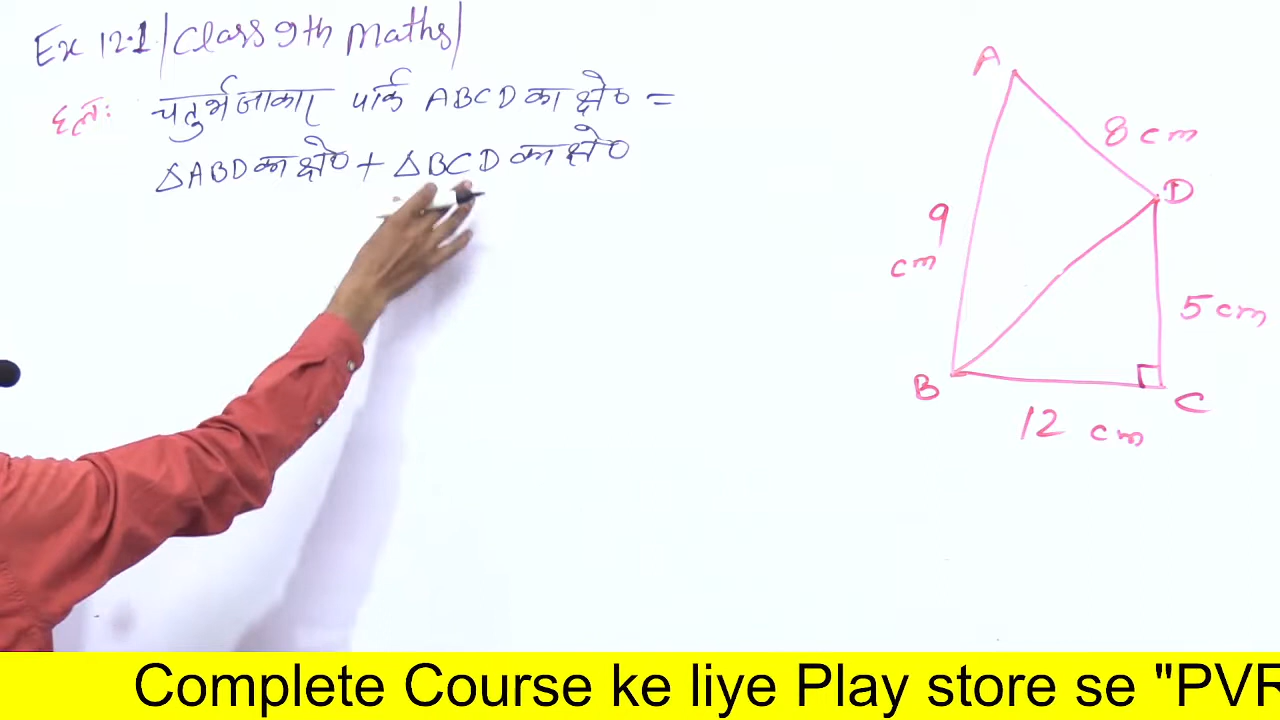 Ex 12.1 | Class 9th Maths |
हल: चतुर्भुजाकार पार्क ABCD का क्षे० =
△ABD का क्षे० + △BCD का क्षे०
A
8 cm
D
9 cm
5 cm
B
C
12 cm
Complete Course ke liye Play store se "PVR